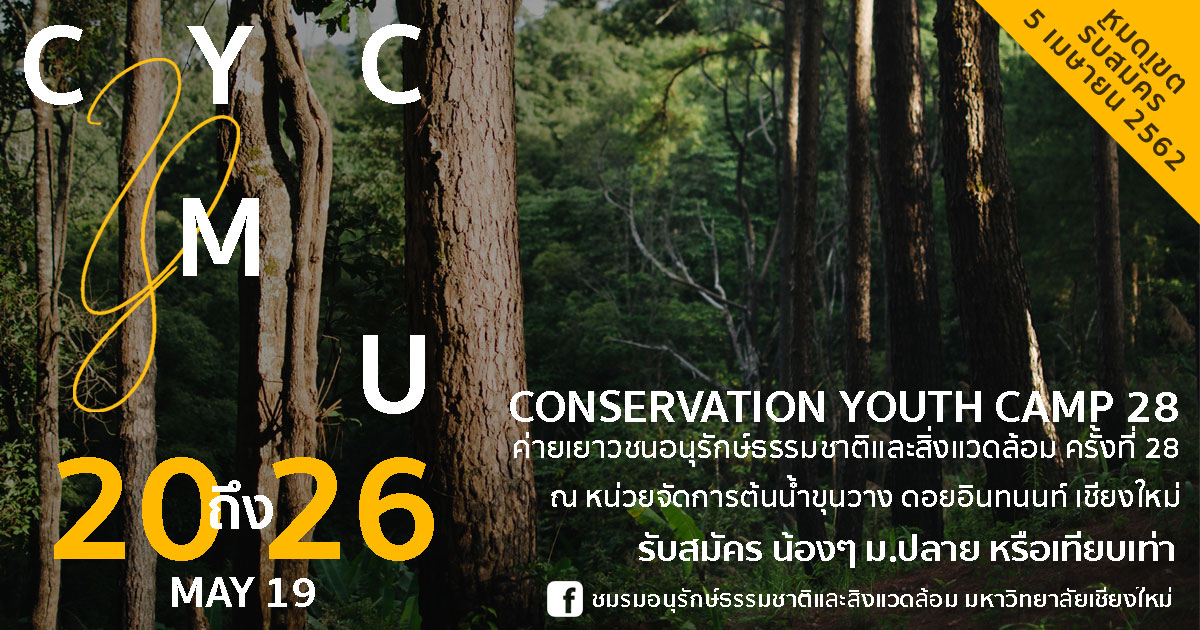 C Y C
28
M
U
20 ถึง 26
MAY 19
หมดเขต
รับสมัคร
5 เมษายน 2562
CONSERVATION YOUTH CAMP 28
ค่ายเยาวชนอนุรักษ์ธรรมชาติและสิ่งแวดล้อม ครั้งที่ 28
ณ หน่วยจัดการต้นน้ำขุนวาง ดอยอินทนนท์ เชียงใหม่
รับสมัคร น้องๆ ม.ปลาย หรือเทียบเท่า
f ชมรมอนุรักษ์ธรรมชาติและสิ่งแวดล้อม มหาวิทยาลัยเชียงใหม่